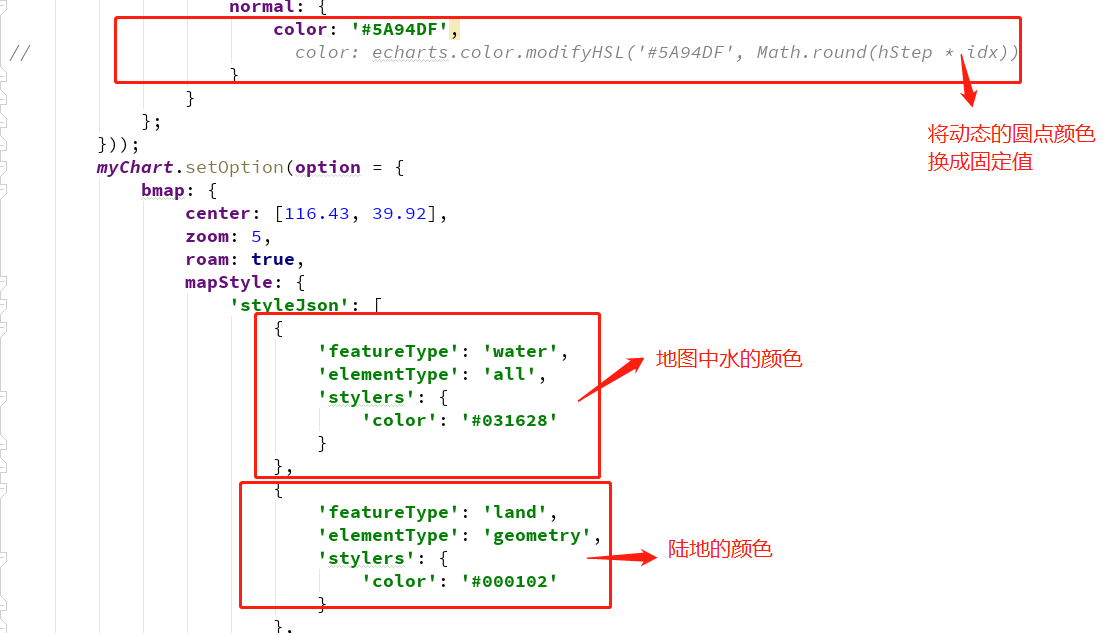 normal: {
color: '#5A94DF',
// color: echarts.color.modifyHSL('#5A94DF', Math.round(hStep * idx))
}
}
};
将动态的圆点颜色
换成固定值
}));
myChart.setOption(option = {
bmap: {
center: [116.43, 39.92],
zoom: 5,
roam: true,
mapStyle: {
'styleJson': [
{
'featureType': 'water',
地图中水的颜色
'elementType': 'all',
'stylers': {
'color': '#031628'
}
},
{
'featureType': 'land',
'elementType': 'geometry',
陆地的颜色
'stylers': {
'color': '#000102'
}
},